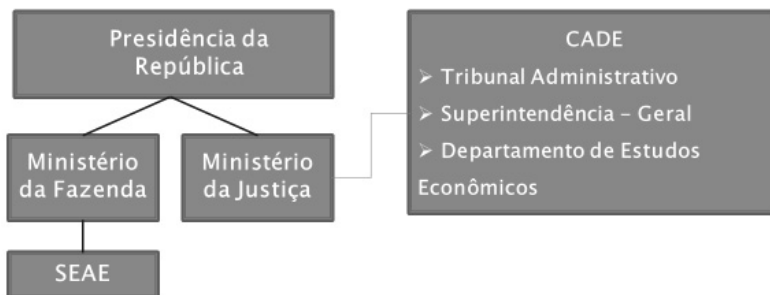 Presidência da
República
Ministério
da Fazenda
Ministério
da Justiça
SEAE
CADE
➢ Tribunal Administrativo
➢ Superintendência – Geral
➢ Departamento de Estudos
Econômicos